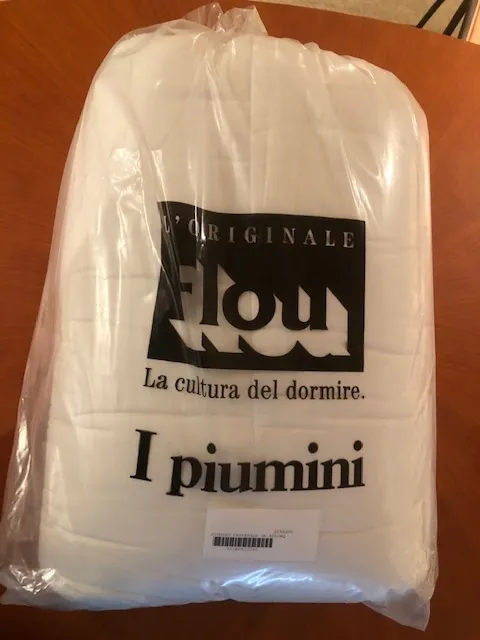 L'ORIGINALE
Flou
La cultura del dormire.
I piumini